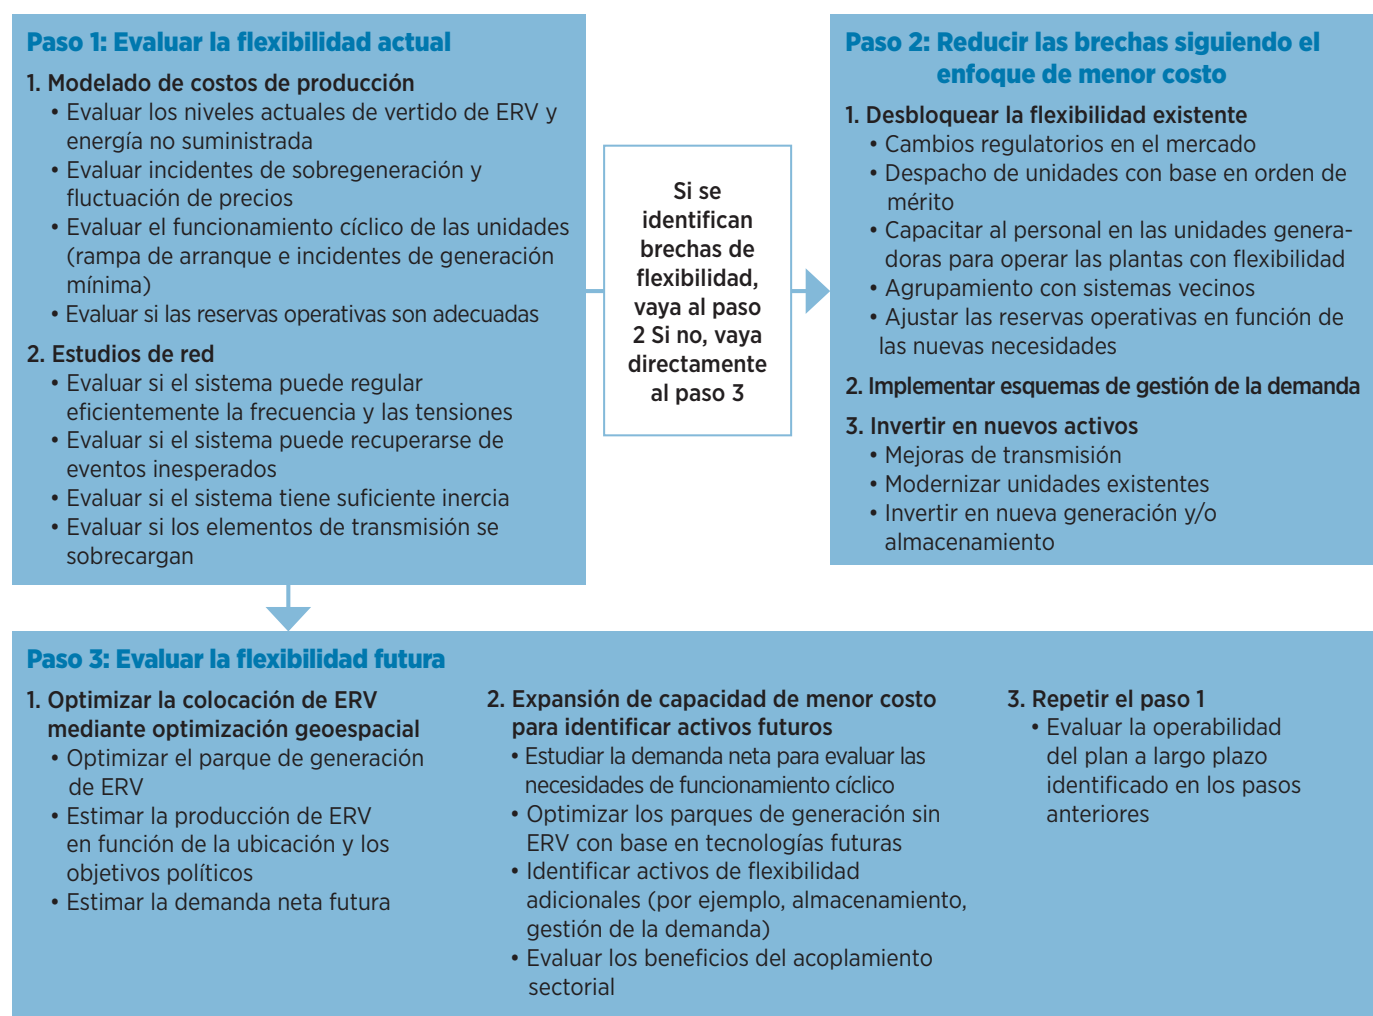 Paso 1: Evaluar la flexibilidad actual
1. Modelado de costos de producción
• Evaluar los niveles actuales de vertido de ERV y
energía no suministrada
• Evaluar incidentes de sobregeneración y
fluctuación de precios
• Evaluar el funcionamiento cíclico de las unidades
(rampa de arranque e incidentes de generación
mínima)
• Evaluar si las reservas operativas son adecuadas
2. Estudios de red
• Evaluar si el sistema puede regular
eficientemente la frecuencia y las tensiones
• Evaluar si el sistema puede recuperarse de
eventos inesperados
• Evaluar si el sistema tiene suficiente inercia
• Evaluar si los elementos de transmisión se
sobrecargan
Si se
identifican
brechas de
flexibilidad,
vaya al paso
2 Si no, vaya
directamente
al paso 3
Paso 2: Reducir las brechas siguiendo el
enfoque de menor costo
1. Desbloquear la flexibilidad existente
• Cambios regulatorios en el mercado
• Despacho de unidades con base en orden de
mérito
• Capacitar al personal en las unidades genera-
doras para operar las plantas con flexibilidad
• Agrupamiento con sistemas vecinos
• Ajustar las reservas operativas en función de
las nuevas necesidades
2. Implementar esquemas de gestión de la demanda
3. Invertir en nuevos activos
• Mejoras de transmisión
• Modernizar unidades existentes
• Invertir en nueva generación y/o
almacenamiento
Paso 3: Evaluar la flexibilidad futura
1. Optimizar la colocación de ERV
mediante optimización geoespacial
• Optimizar el parque de generación
de ERV
• Estimar la producción de ERV
en función de la ubicación y los
objetivos políticos
• Estimar la demanda neta futura
2. Expansión de capacidad de menor costo
para identificar activos futuros
• Estudiar la demanda neta para evaluar las
necesidades de funcionamiento cíclico
• Optimizar los parques de generación sin
ERV con base en tecnologías futuras
• Identificar activos de flexibilidad
adicionales (por ejemplo, almacenamiento,
gestión de la demanda)
• Evaluar los beneficios del acoplamiento
sectorial
3. Repetir el paso 1
• Evaluar la operabilidad
del plan a largo plazo
identificado en los pasos
anteriores